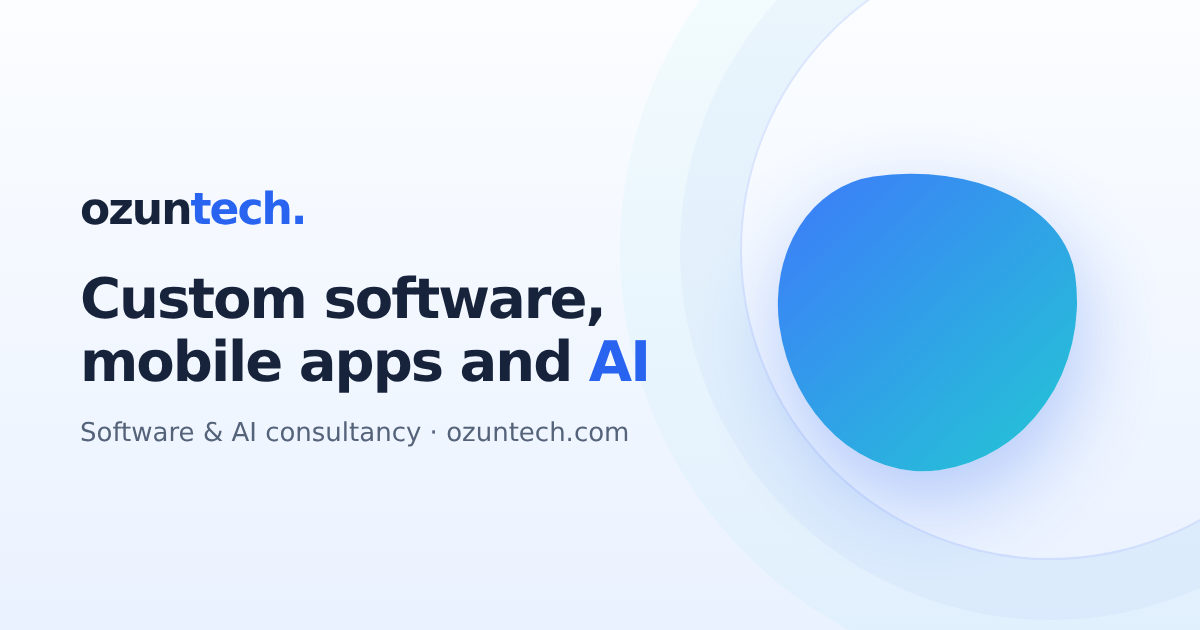 ozuntech.
Custom software,
mobile apps and AI
Software & AI consultancy · ozuntech.com